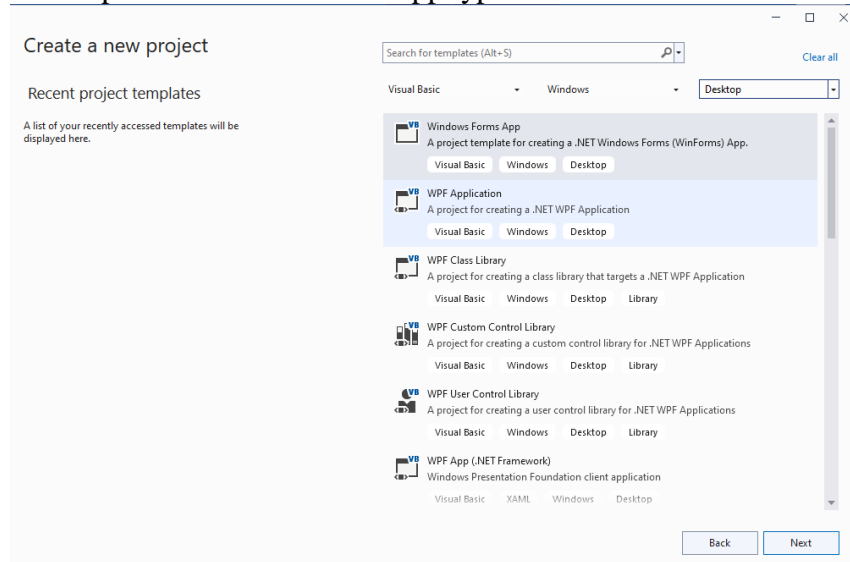 Create a new project
Search for templates (Alt+S)
Clear all
Recent project templates
Visual Basic
Windows
Desktop
A list of your recently accessed templates will be
displayed here.
VB
Windows Forms App
A project template for creating a .NET Windows Forms (WinForms) App.
Visual Basic Windows Desktop
VB
WPF Application
A project for creating a .NET WPF Application
Visual Basic Windows Desktop
VB
WPF Class Library
A project for creating a class library that targets a .NET WPF Application
Visual Basic Windows Desktop Library
VB
WPF Custom Control Library
A project for creating a custom control library for .NET WPF Applications
Visual Basic Windows Desktop Library
VB
WPF User Control Library
A project for creating a user control library for .NET WPF Applications
Visual Basic Windows Desktop Library
VB
WPF App (.NET Framework)
Windows Presentation Foundation client application
Visual Basic XAML Windows Desktop
Back
Next